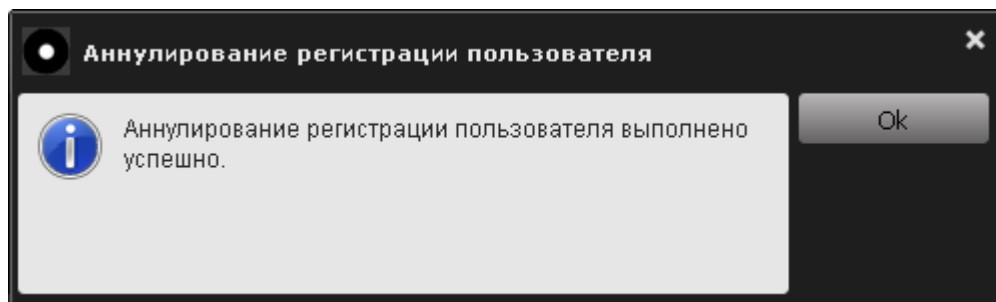 Аннулирование регистрации пользователя
Аннулирование регистрации пользователя выполнено
успешно.
Ok